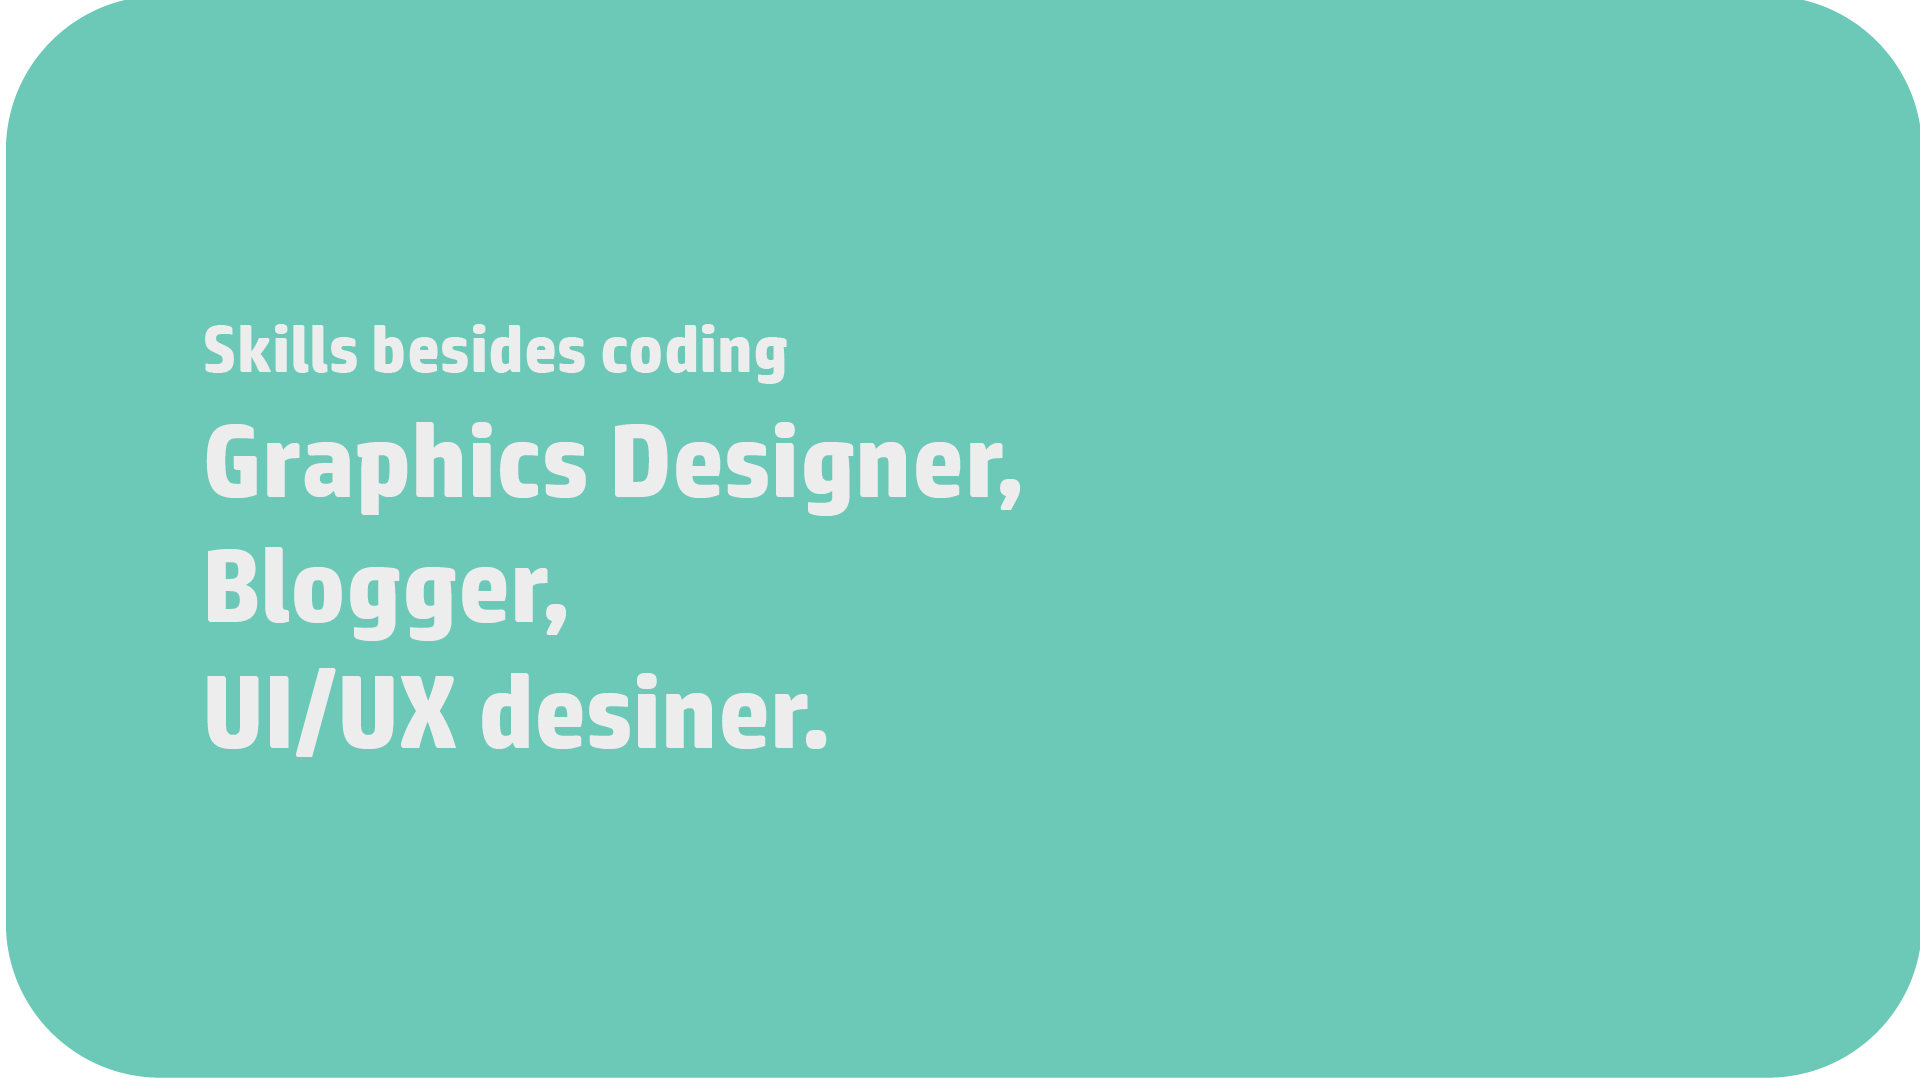 Skills besides coding
Graphics Designer,
Blogger,
UI/UX desiner.